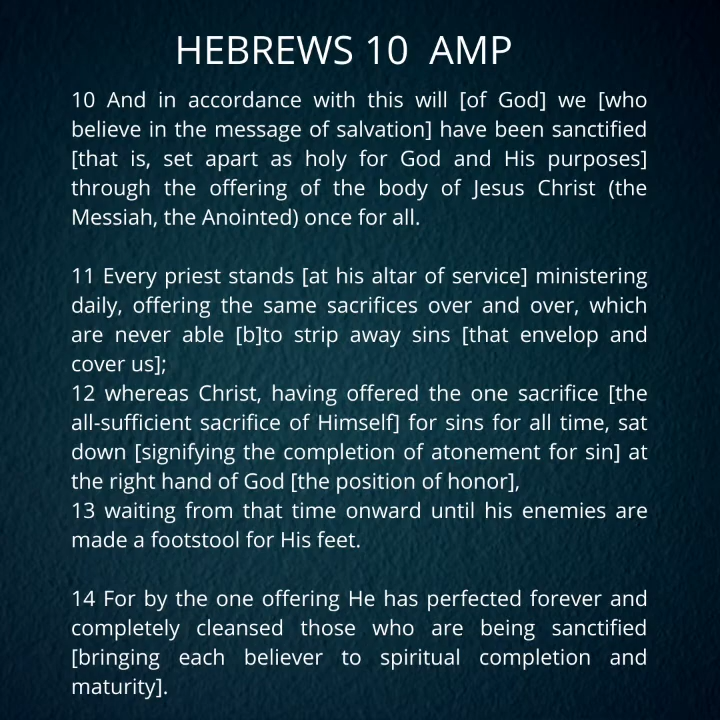 HEBREWS 10 AMP
10 And in accordance with this will [of God] we [who
believe in the message of salvation] have been sanctified
[that is, set apart as holy for God and His purposes]
through the offering of the body of Jesus Christ (the
Messiah, the Anointed) once for all.
11 Every priest stands [at his altar of service] ministering
daily, offering the same sacrifices over and over, which
are never able [b]to strip away sins [that envelop and
cover us];
12 whereas Christ, having offered the one sacrifice [the
all-sufficient sacrifice of Himself] for sins for all time, sat
down [signifying the completion of atonement for sin] at
the right hand of God [the position of honor],
13 waiting from that time onward until his enemies are
made a footstool for His feet.
14 For by the one offering He has perfected forever and
completely cleansed those who are being sanctified
[bringing each believer to spiritual completion and
maturity].